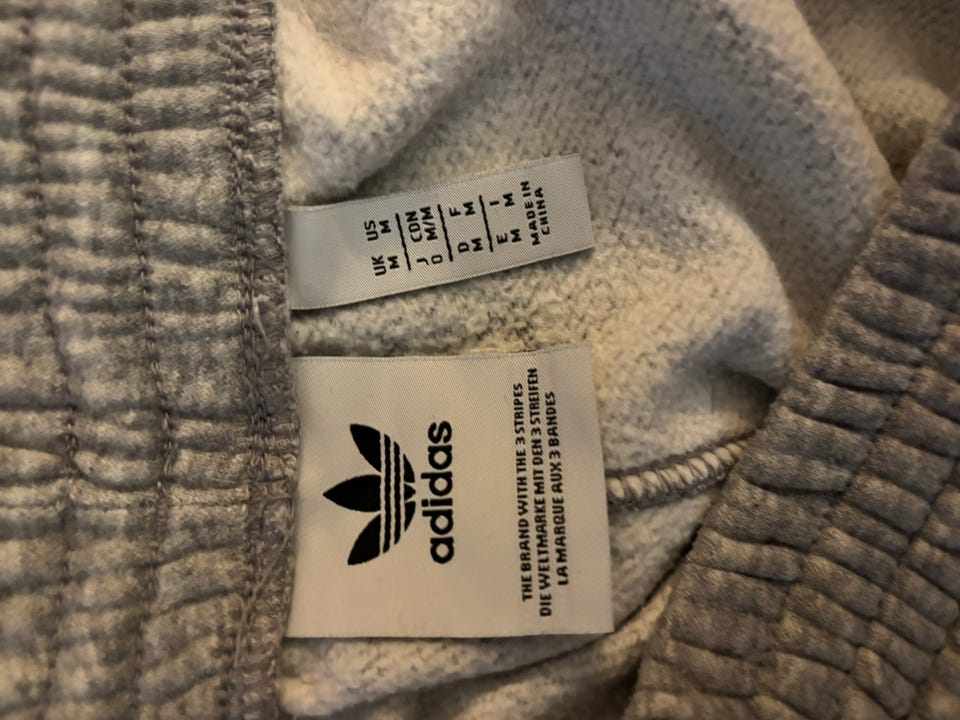 UK US
M M
J CDN
O M/M
D F
M M
E I
M M
MADE IN
CHINA
adidas
THE BRAND WITH THE 3 STRIPES
DIE WELTMARKE MIT DEN 3 STREIFEN
LA MARQUE AUX 3 BANDES